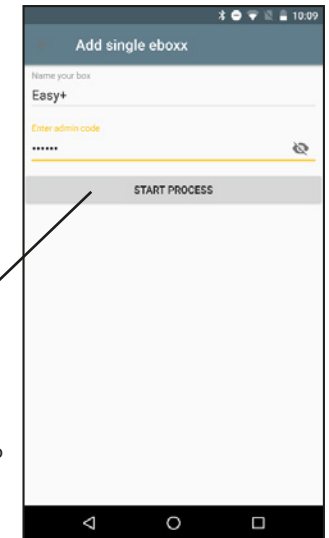 10:09
Add single eboxx
Name your box
Easy+
Enter admin code
••••••
START PROCESS